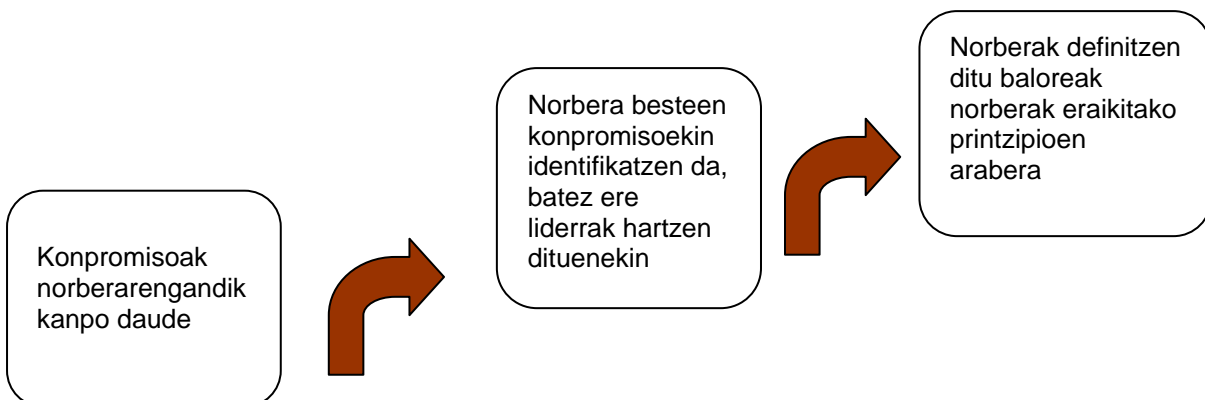 Konpromisoak
norberarengandik
kanpo daude
Norbera besteen
konpromisoekin
identifikatzen da,
batez ere
liderrak hartzen
dituenekin
Norberak definitzen
ditu baloreak
norberak eraikitako
printzipioen
arabera